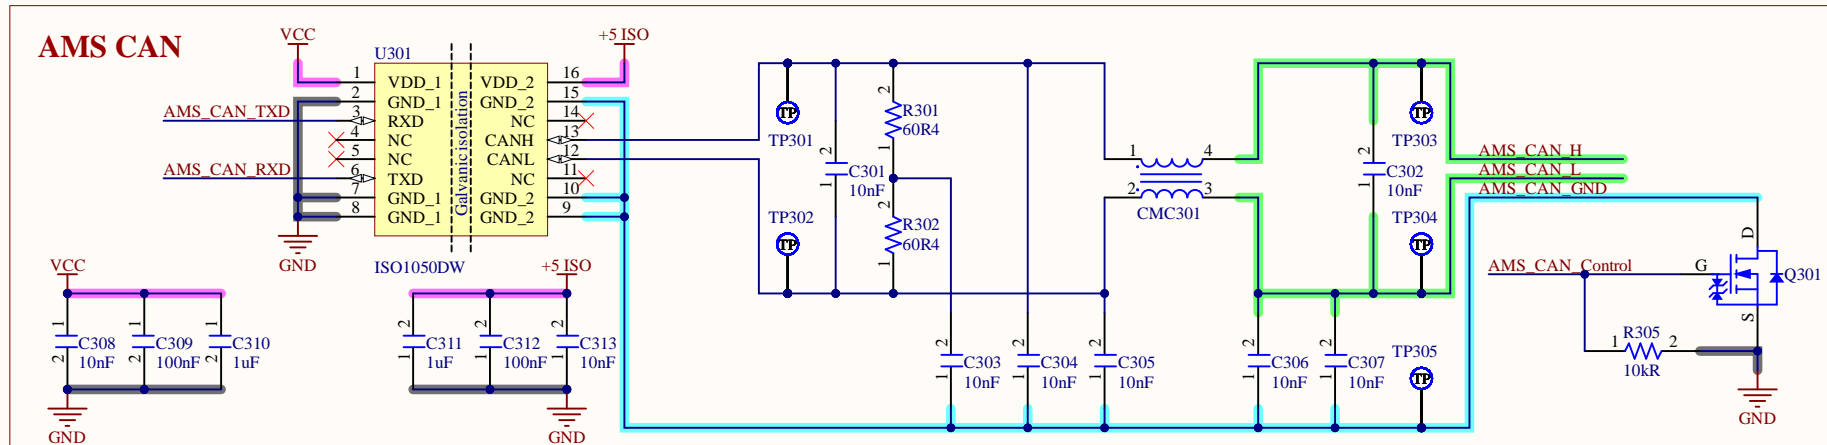 AMS CAN
VCC
+5 ISO
U301
1 VDD_1 VDD_2 16
2 GND_1 GND_2 15
AMS_CAN_TXD 3 RXD NC 14
4 NC CANH 13
5 NC CANL 12
AMS_CAN_RXD 6 TXD NC 11
7 GND_1 GND_2 10
8 GND_1 GND_2 9
Galvanic isolation
ISO1050DW
GND
TP
TP301
TP
TP302
2
C301
1
10nF
2
R301
1
60R4
2
R302
1
60R4
1 4
2 3
CMC301
2
C302
1
10nF
TP303
TP
TP304
TP
AMS_CAN_H
AMS_CAN_L
AMS_CAN_GND
AMS_CAN_Control
G
D
S
Q301
R305
1 2
10kR
GND
VCC
1
C308
2
10nF
1
C309
2
100nF
1
C310
2
1uF
GND
+5 ISO
2
C311
1
1uF
2
C312
1
100nF
2
C313
1
10nF
GND
2
C303
1
10nF
2
C304
1
10nF
2
C305
1
10nF
2
C306
1
10nF
2
C307
1
10nF
TP305
TP